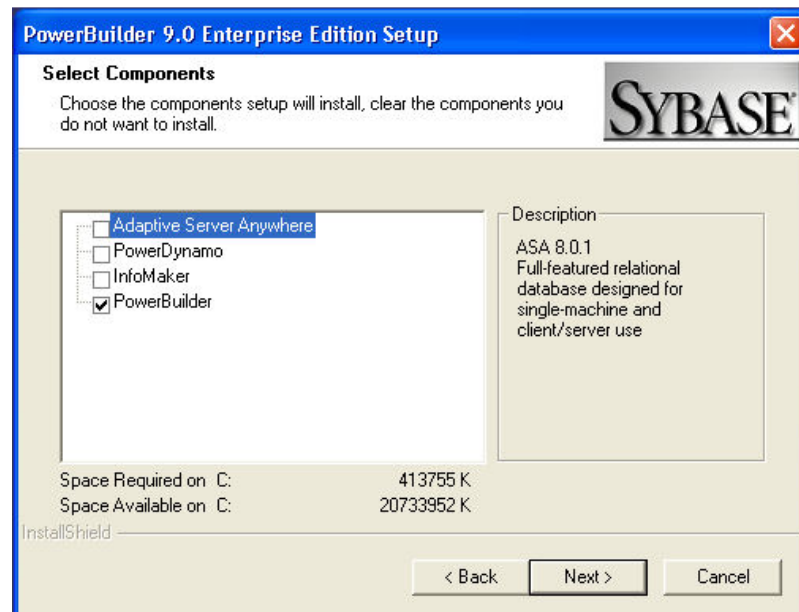 PowerBuilder 9.0 Enterprise Edition Setup
Select Components
Choose the components setup will install, clear the components you
do not want to install.
SYBASE
Adaptive Server Anywhere
PowerDynamo
InfoMaker
PowerBuilder
Description
ASA 8.0.1
Full-featured relational
database designed for
single-machine and
client/server use
Space Required on C: 413755 K
Space Available on C: 20733952 K
InstallShield
< Back Next > Cancel